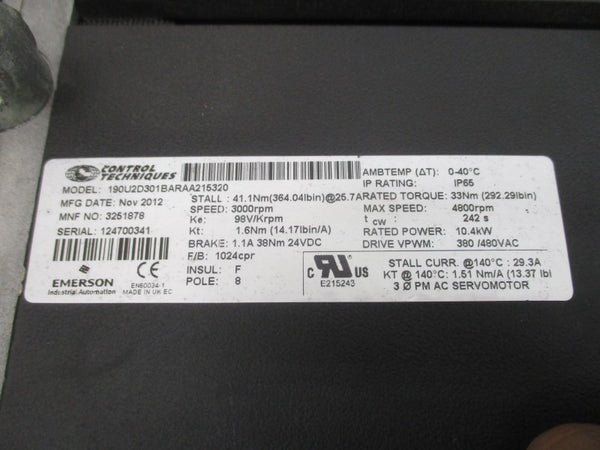 CONTROL TECHNIQUES
MODEL: 190U2D301BARAA215320
MFG DATE: Nov 2012
MNF NO: 3251878
SERIAL: 124700341
EMERSON
Industrial Automation
CE
EN60034-1
MADE IN UK EC
STALL: 41.1Nm(364.04lbin)@25.7A
SPEED: 3000rpm
Ke: 98V/Krpm
Kt: 1.6Nm (14.17lbin/A)
BRAKE: 1.1A 38Nm 24VDC
F/B: 1024cpr
INSUL: F
POLE: 8
AMBTEMP (ΔT): 0-40°C
IP RATING: IP65
RATED TORQUE: 33Nm (292.29lbin)
MAX SPEED: 4800rpm
t cw : 242 s
RATED POWER: 10.4kW
DRIVE VPWM: 380 /480VAC
C RU US
E215243
STALL CURR. @140°C: 29.3A
KT @ 140°C: 1.51 Nm/A (13.37 lbi
3 Ø PM AC SERVOMOTOR